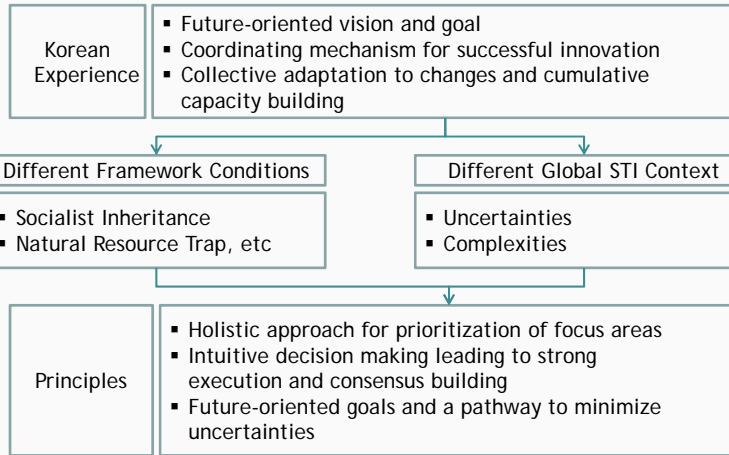 Korean
Experience
▪ Future-oriented vision and goal
▪ Coordinating mechanism for successful innovation
▪ Collective adaptation to changes and cumulative
capacity building
Different Framework Conditions
Different Global STI Context
▪ Socialist Inheritance
▪ Natural Resource Trap, etc
▪ Uncertainties
▪ Complexities
Principles
▪ Holistic approach for prioritization of focus areas
▪ Intuitive decision making leading to strong
execution and consensus building
▪ Future-oriented goals and a pathway to minimize
uncertainties